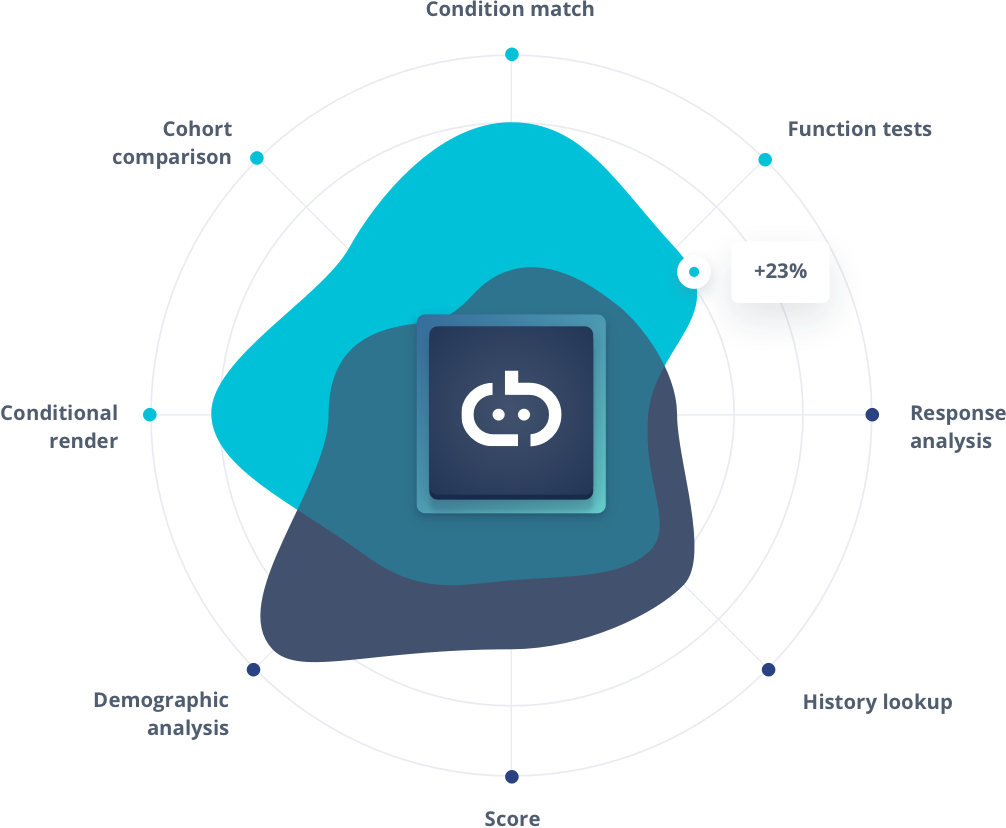 Condition match
Cohort
comparison
Function tests
+23%
Conditional
render
Response
analysis
Demographic
analysis
History lookup
Score